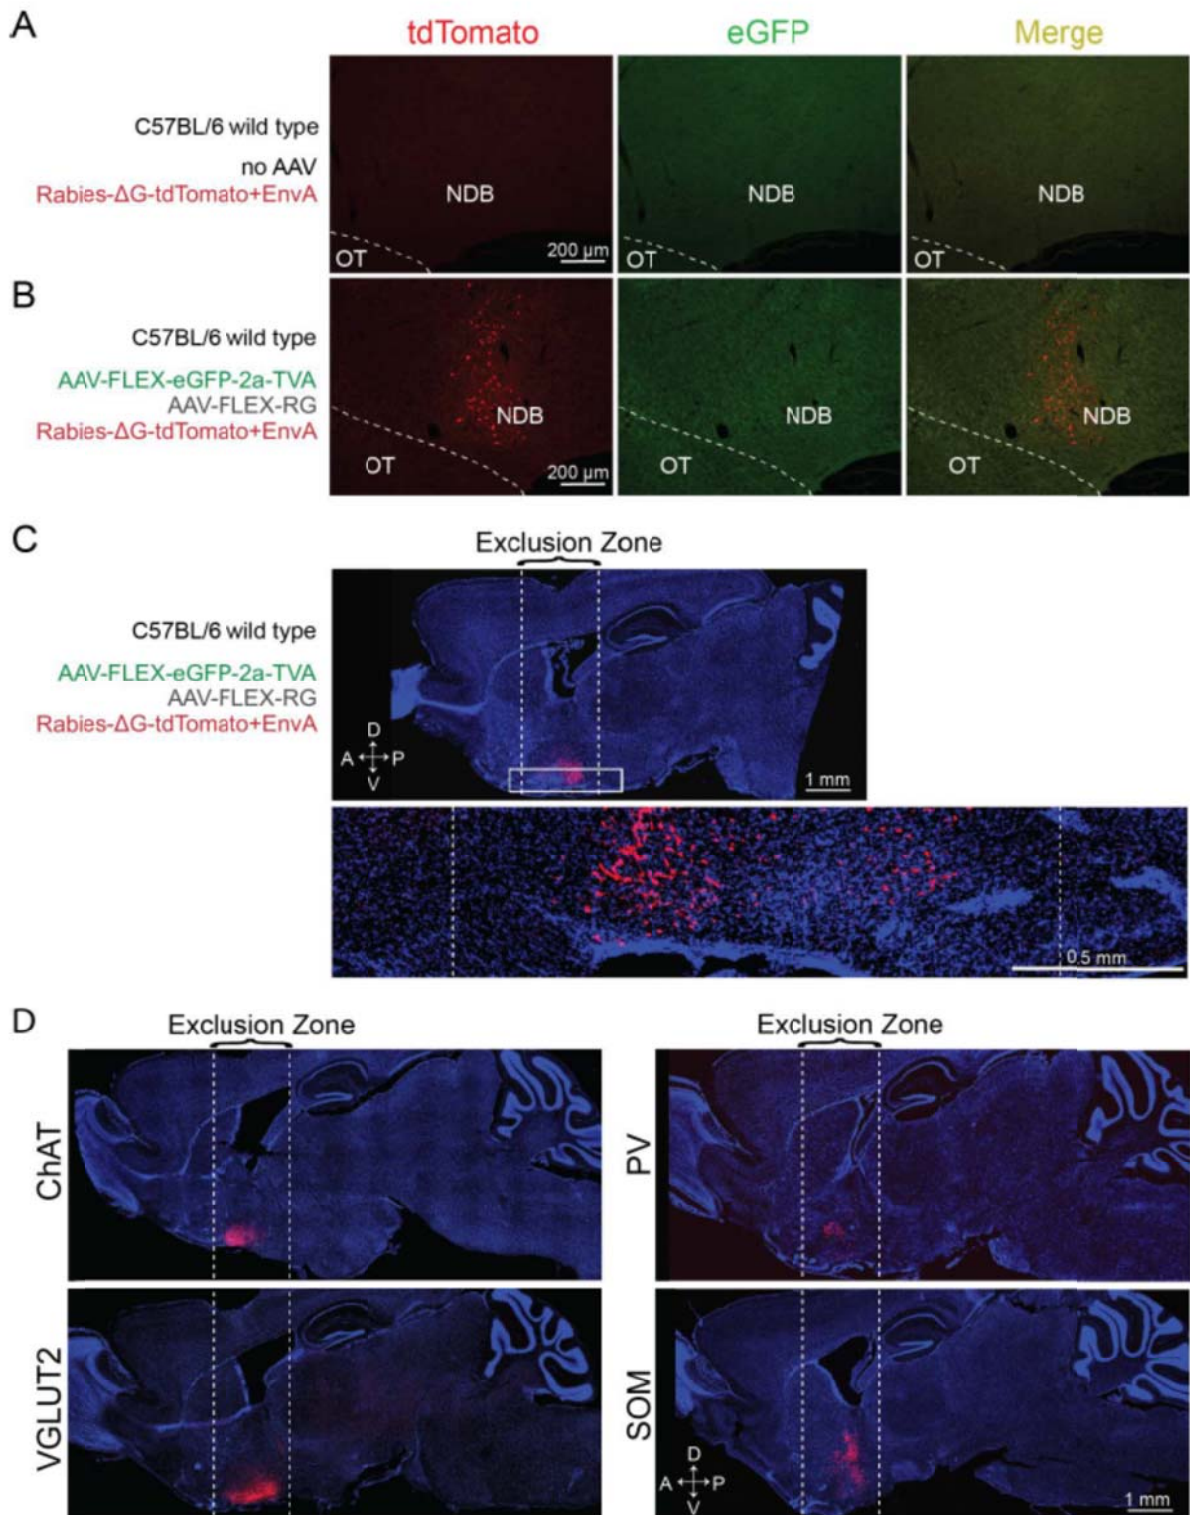 A
tdTomato
eGFP
Merge
C57BL/6 wild type
no AAV
Rabies-ΔG-tdTomato+EnvA
NDB
NDB
NDB
OT
200 µm
OT
OT
B
C57BL/6 wild type
AAV-FLEX-eGFP-2a-TVA
AAV-FLEX-RG
Rabies-ΔG-tdTomato+EnvA
NDB
NDB
NDB
OT
200 µm
OT
OT
C
Exclusion Zone
C57BL/6 wild type
AAV-FLEX-eGFP-2a-TVA
AAV-FLEX-RG
Rabies-ΔG-tdTomato+EnvA
D
A P
V
1 mm
0.5 mm
D
Exclusion Zone
Exclusion Zone
ChAT
PV
VGLUT2
SOM
D
A P
V
1 mm